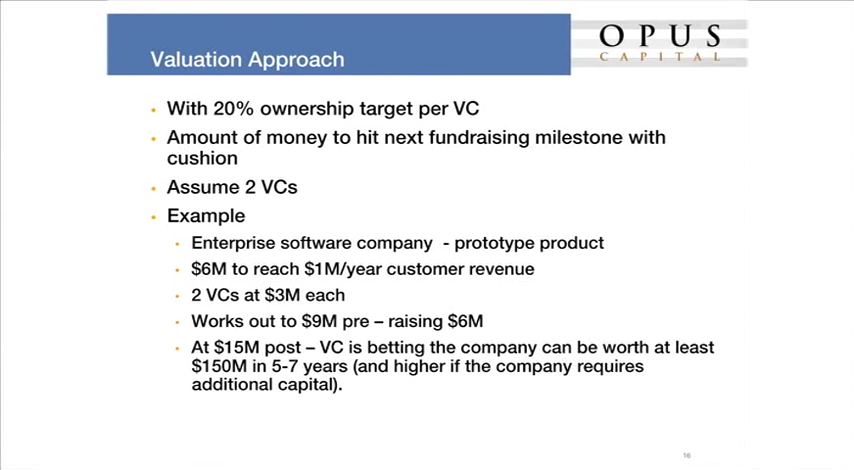 Valuation Approach
OPUS
CAPITAL
• With 20% ownership target per VC
• Amount of money to hit next fundraising milestone with
cushion
• Assume 2 VCs
• Example
• Enterprise software company - prototype product
• $6M to reach $1M/year customer revenue
• 2 VCs at $3M each
• Works out to $9M pre – raising $6M
• At $15M post – VC is betting the company can be worth at least
$150M in 5-7 years (and higher if the company requires
additional capital).
16